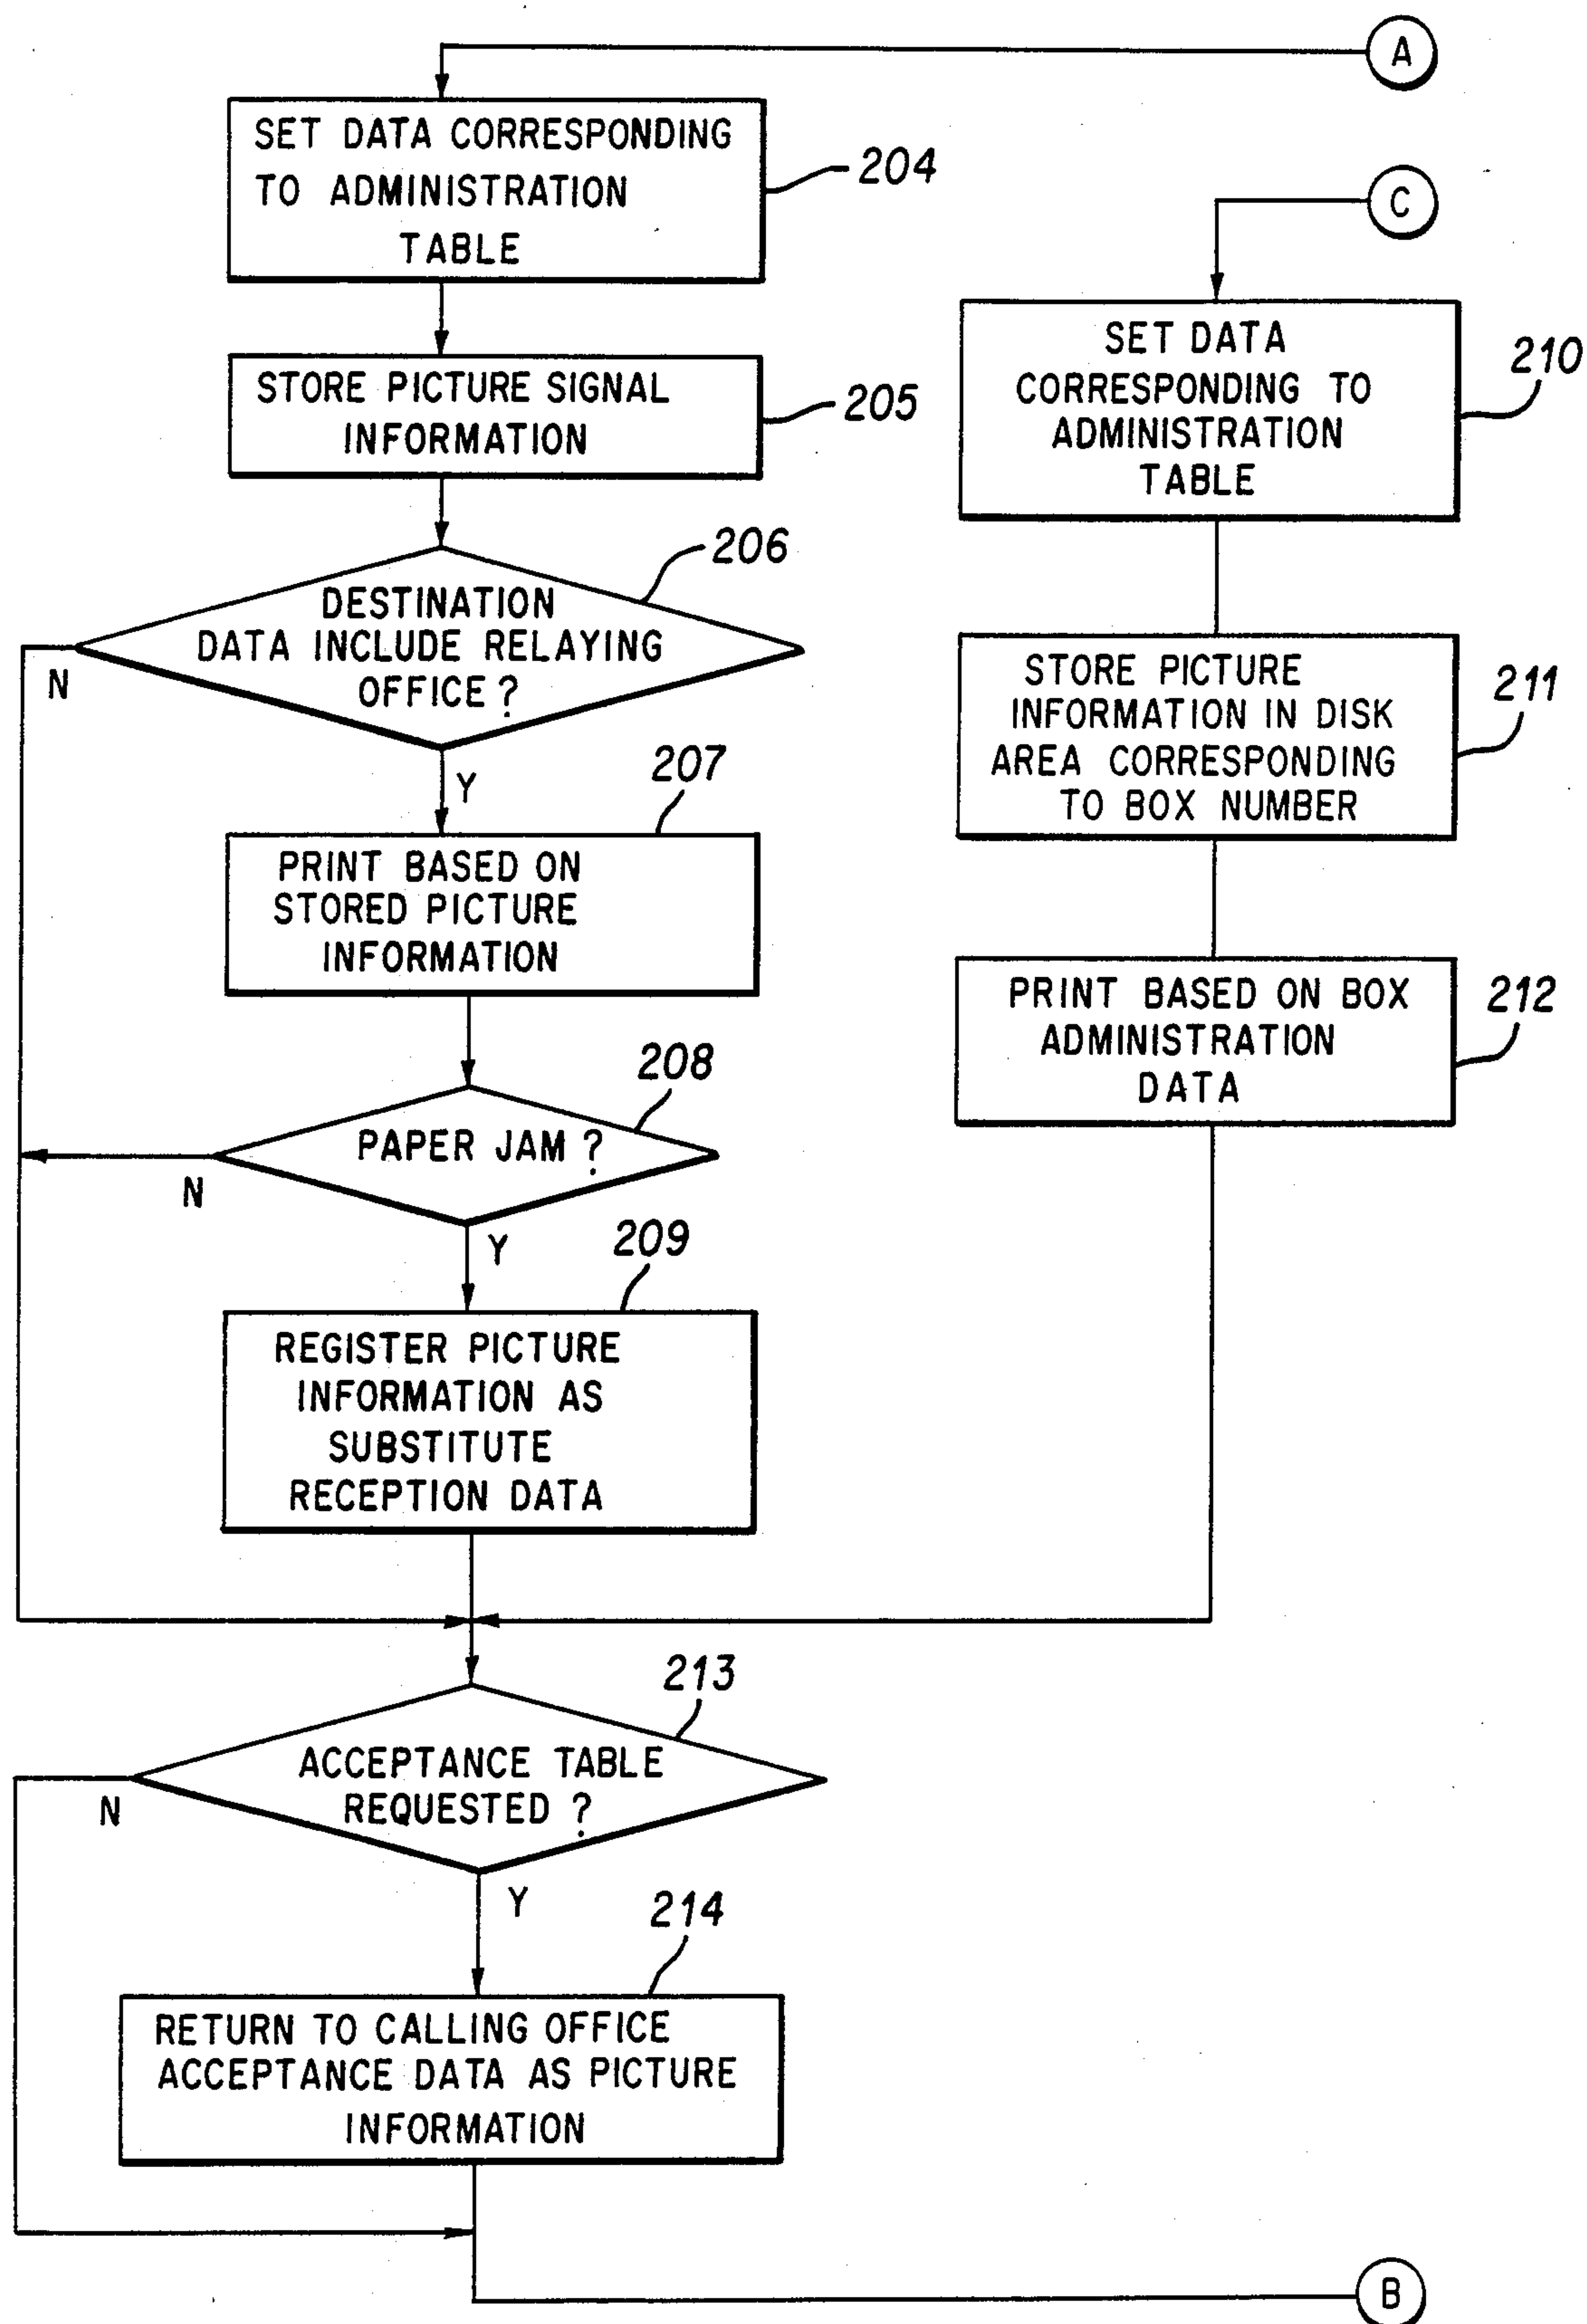 A
SET DATA CORRESPONDING
TO ADMINISTRATION
TABLE
204
STORE PICTURE SIGNAL
INFORMATION
205
206
DESTINATION
DATA INCLUDE RELAYING
OFFICE?
N
Y
207
PRINT BASED ON
STORED PICTURE
INFORMATION
208
PAPER JAM?
N
Y
209
REGISTER PICTURE
INFORMATION AS
SUBSTITUTE
RECEPTION DATA
C
SET DATA
CORRESPONDING TO
ADMINISTRATION
TABLE
210
STORE PICTURE
INFORMATION IN DISK
AREA CORRESPONDING
TO BOX NUMBER
211
PRINT BASED ON BOX
ADMINISTRATION
DATA
212
213
ACCEPTANCE TABLE
REQUESTED?
N
Y
214
RETURN TO CALLING OFFICE
ACCEPTANCE DATA AS PICTURE
INFORMATION
B